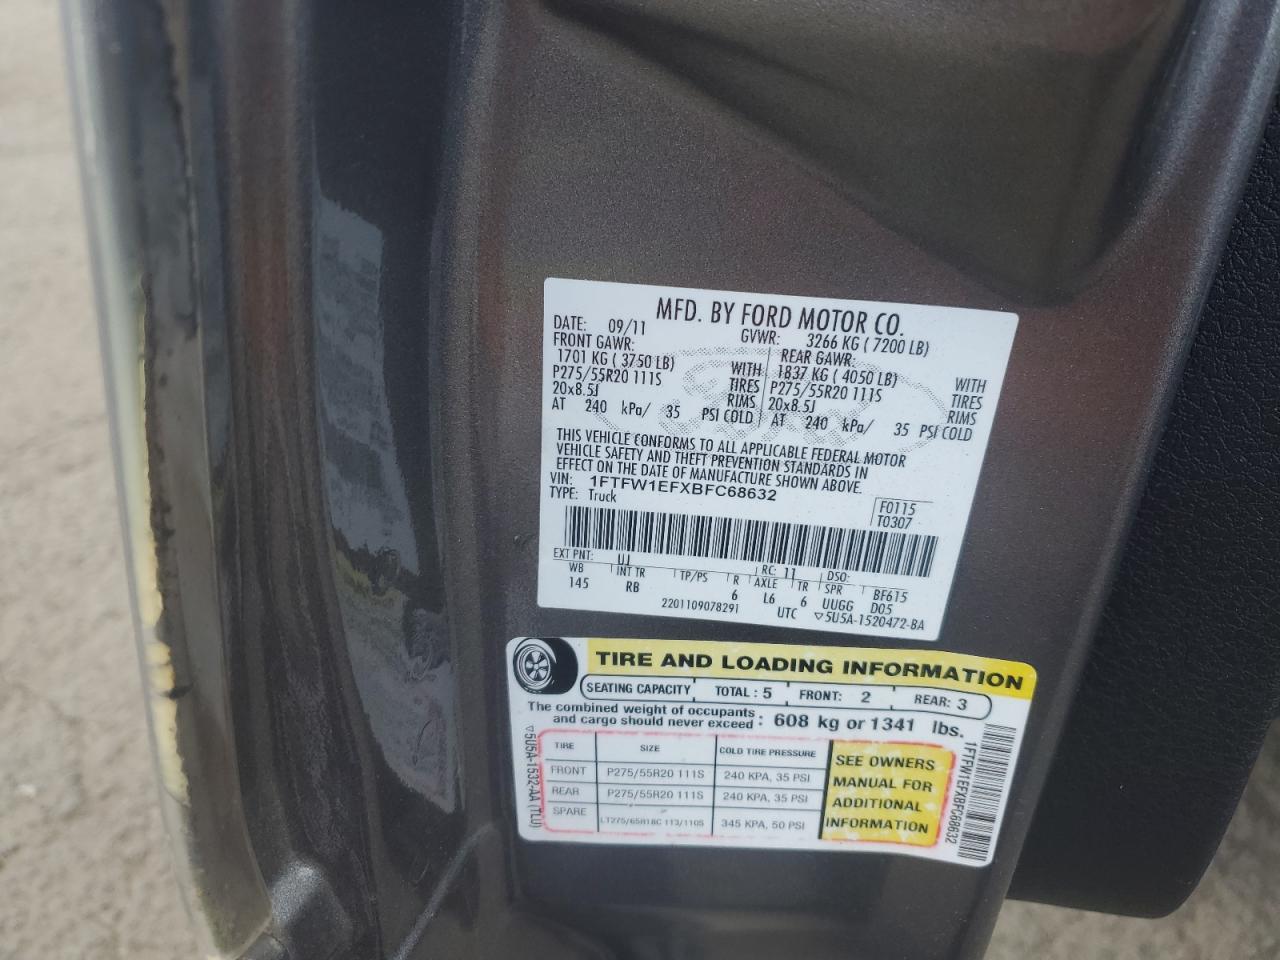 MFD. BY FORD MOTOR CO.
DATE: 09/11 GVWR: 3266 KG ( 7200 LB)
FRONT GAWR: REAR GAWR:
1701 KG ( 3750 LB) WITH 1837 KG ( 4050 LB) WITH
P275/55R20 111S TIRES P275/55R20 111S TIRES
20x8.5J RIMS 20x8.5J RIMS
AT 240 kPa/ 35 PSI COLD AT 240 kPa/ 35 PSI COLD
THIS VEHICLE CONFORMS TO ALL APPLICABLE FEDERAL MOTOR
VEHICLE SAFETY AND THEFT PREVENTION STANDARDS IN
EFFECT ON THE DATE OF MANUFACTURE SHOWN ABOVE.
VIN: 1FTFW1EFXBFC68632
TYPE: Truck
F0115
T0307
EXT PNT: UJ RC: 11 DSO:
WB INT TR TP/PS R AXLE TR SPR BF615
145 RB 6 L6 6 UUGG D05
2201109078291 UTC ▽5U5A-1520472-BA
TIRE AND LOADING INFORMATION
SEATING CAPACITY TOTAL : 5 FRONT: 2 REAR: 3
The combined weight of occupants
and cargo should never exceed : 608 kg or 1341 lbs.
TIRE SIZE COLD TIRE PRESSURE
FRONT P275/55R20 111S 240 KPA, 35 PSI
REAR P275/55R20 111S 240 KPA, 35 PSI
SPARE LT275/65R18C 113/110S 345 KPA, 50 PSI
SEE OWNERS
MANUAL FOR
ADDITIONAL
INFORMATION
▽5U5A-1532-AA (TLU)
1FTFW1EFXBFC68632